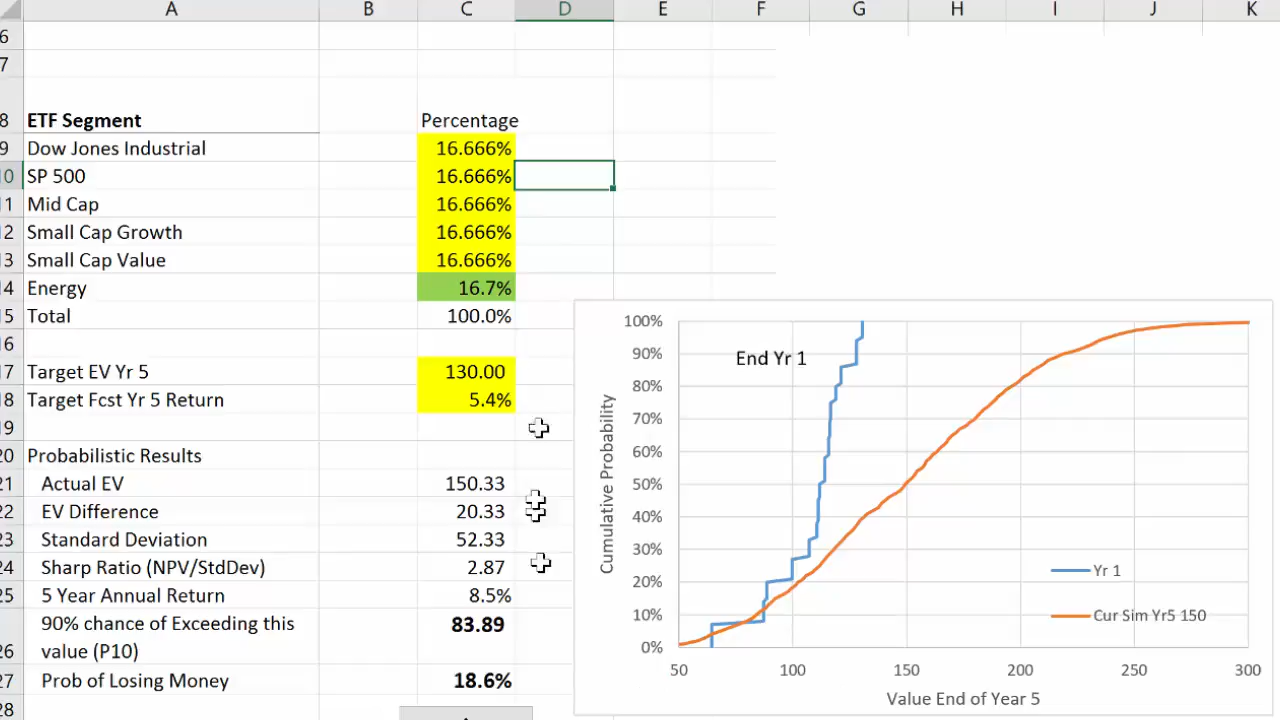 A B C D E F G H I J K
6
7
8 ETF Segment Percentage
9 Dow Jones Industrial 16.666%
10 SP 500 16.666%
11 Mid Cap 16.666%
12 Small Cap Growth 16.666%
13 Small Cap Value 16.666%
14 Energy 16.7%
15 Total 100.0%
16
17 Target EV Yr 5 130.00
18 Target Fcst Yr 5 Return 5.4%
19
20 Probabilistic Results
21 Actual EV 150.33
22 EV Difference 20.33
23 Standard Deviation 52.33
24 Sharp Ratio (NPV/StdDev) 2.87
25 5 Year Annual Return 8.5%
90% chance of Exceeding this 83.89
26 value (P10)
27 Prob of Losing Money 18.6%
28
100%
90%
80%
70%
60%
50%
40%
30%
20%
10%
0%
Cumulative Probability
End Yr 1
Yr 1
Cur Sim Yr5 150
50 100 150 200 250 300
Value End of Year 5